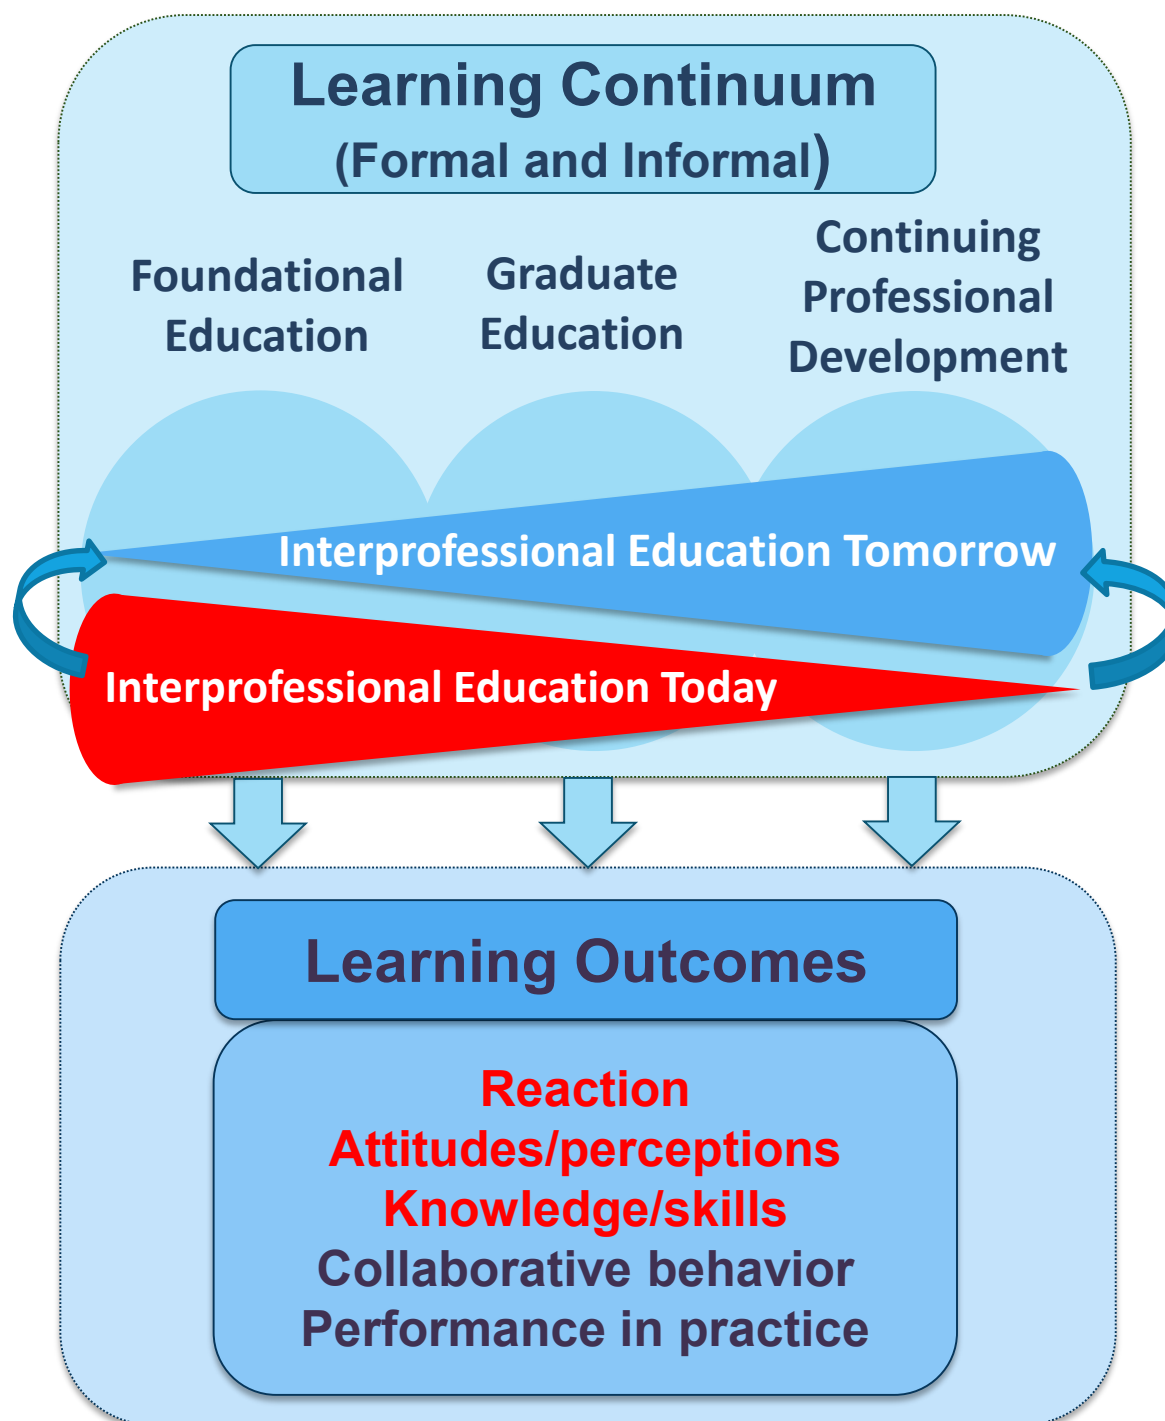 Learning Continuum
(Formal and Informal)
Foundational
Education
Graduate
Education
Continuing
Professional
Development
Interprofessional Education Tomorrow
Interprofessional Education Today
Learning Outcomes
Reaction
Attitudes/perceptions
Knowledge/skills
Collaborative behavior
Performance in practice